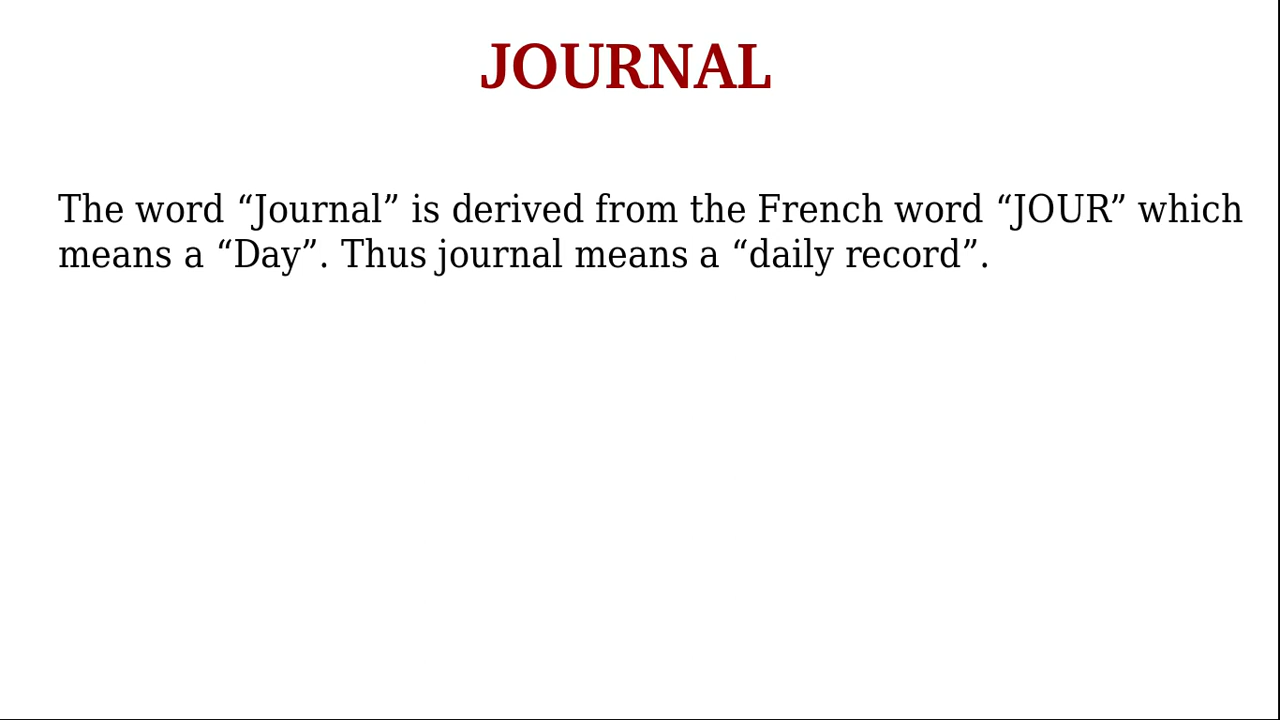 JOURNAL
The word “Journal” is derived from the French word “JOUR” which
means a “Day”. Thus journal means a “daily record”.